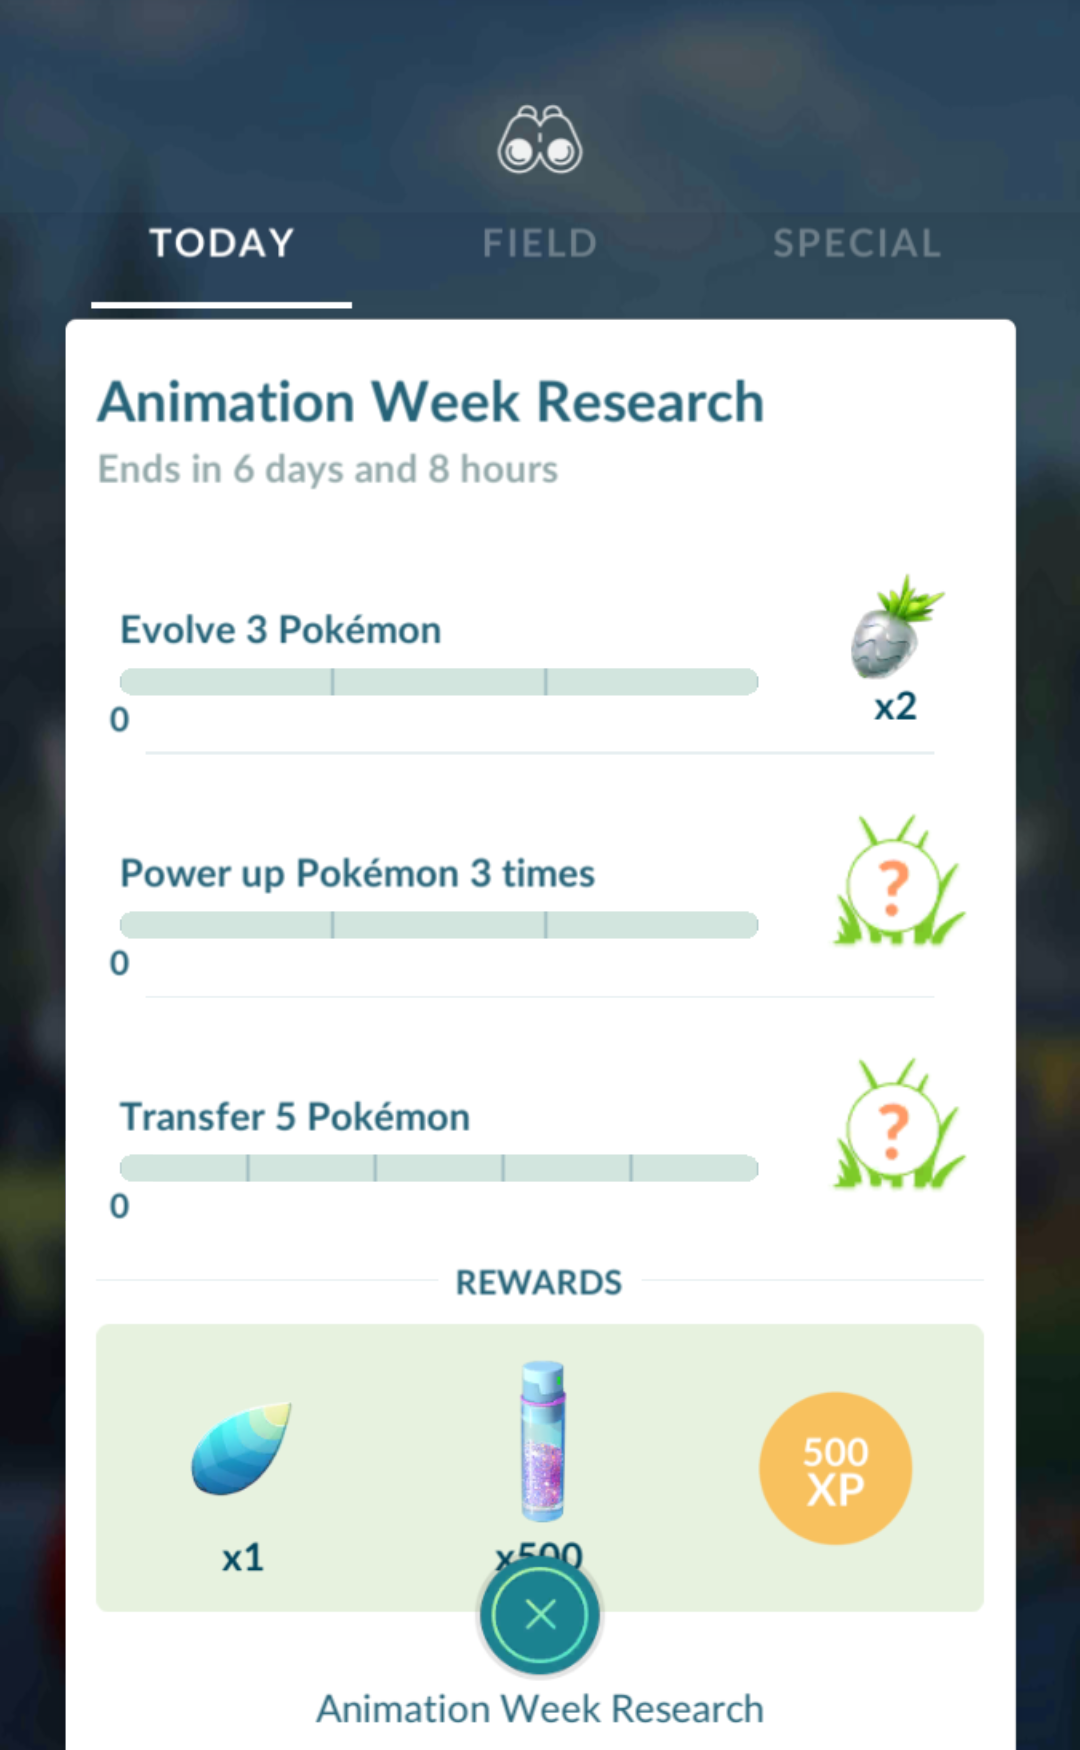 TODAY
FIELD
SPECIAL
Animation Week Research
Ends in 6 days and 8 hours
Evolve 3 Pokémon
0
x2
Power up Pokémon 3 times
?
0
Transfer 5 Pokémon
?
0
REWARDS
500
XP
x1
x500
Animation Week Research